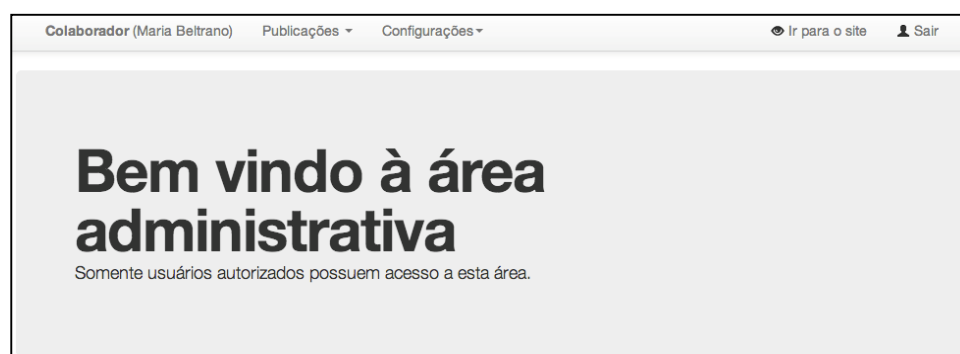 Colaborador (Maria Beltrano) Publicações Configurações Ir para o site Sair
Bem vindo à área
administrativa
Somente usuários autorizados possuem acesso a esta área.